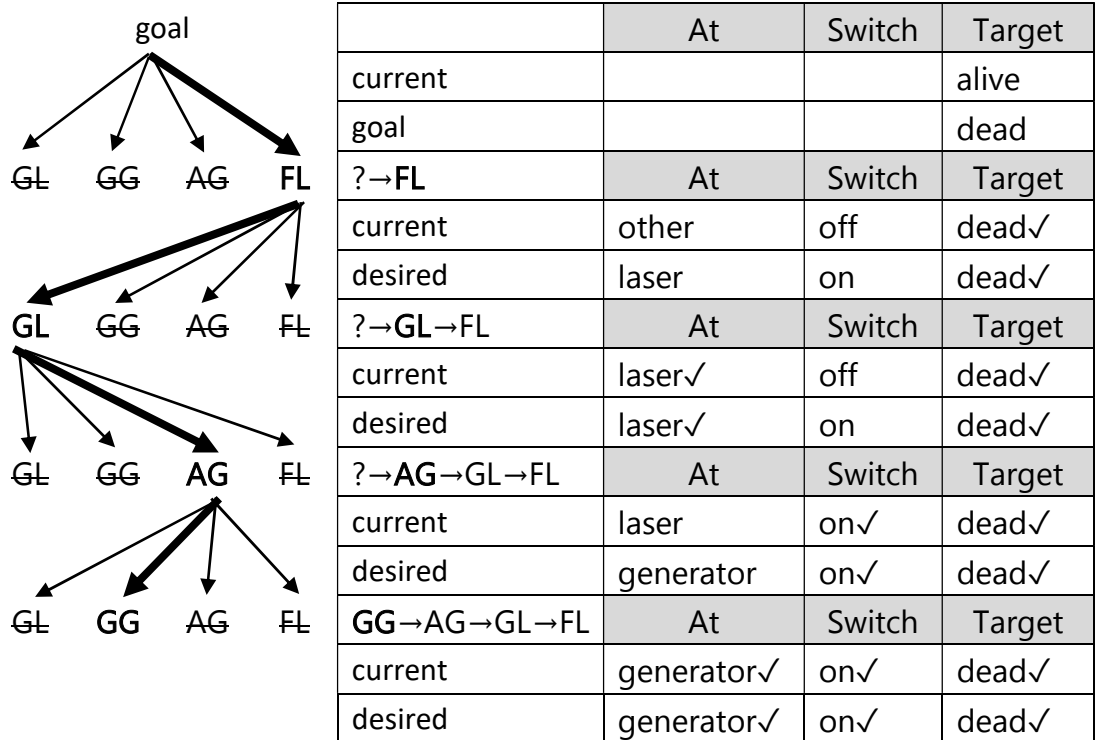 goal
GL GG AG FL
GL GG AG FL
GL GG AG FL
GL GG AG FL
At Switch Target
current alive
goal dead
?→FL At Switch Target
current other off dead✓
desired laser on dead✓
?→GL→FL At Switch Target
current laser✓ off dead✓
desired laser✓ on dead✓
?→AG→GL→FL At Switch Target
current laser on✓ dead✓
desired generator on✓ dead✓
GG→AG→GL→FL At Switch Target
current generator✓ on✓ dead✓
desired generator✓ on✓ dead✓